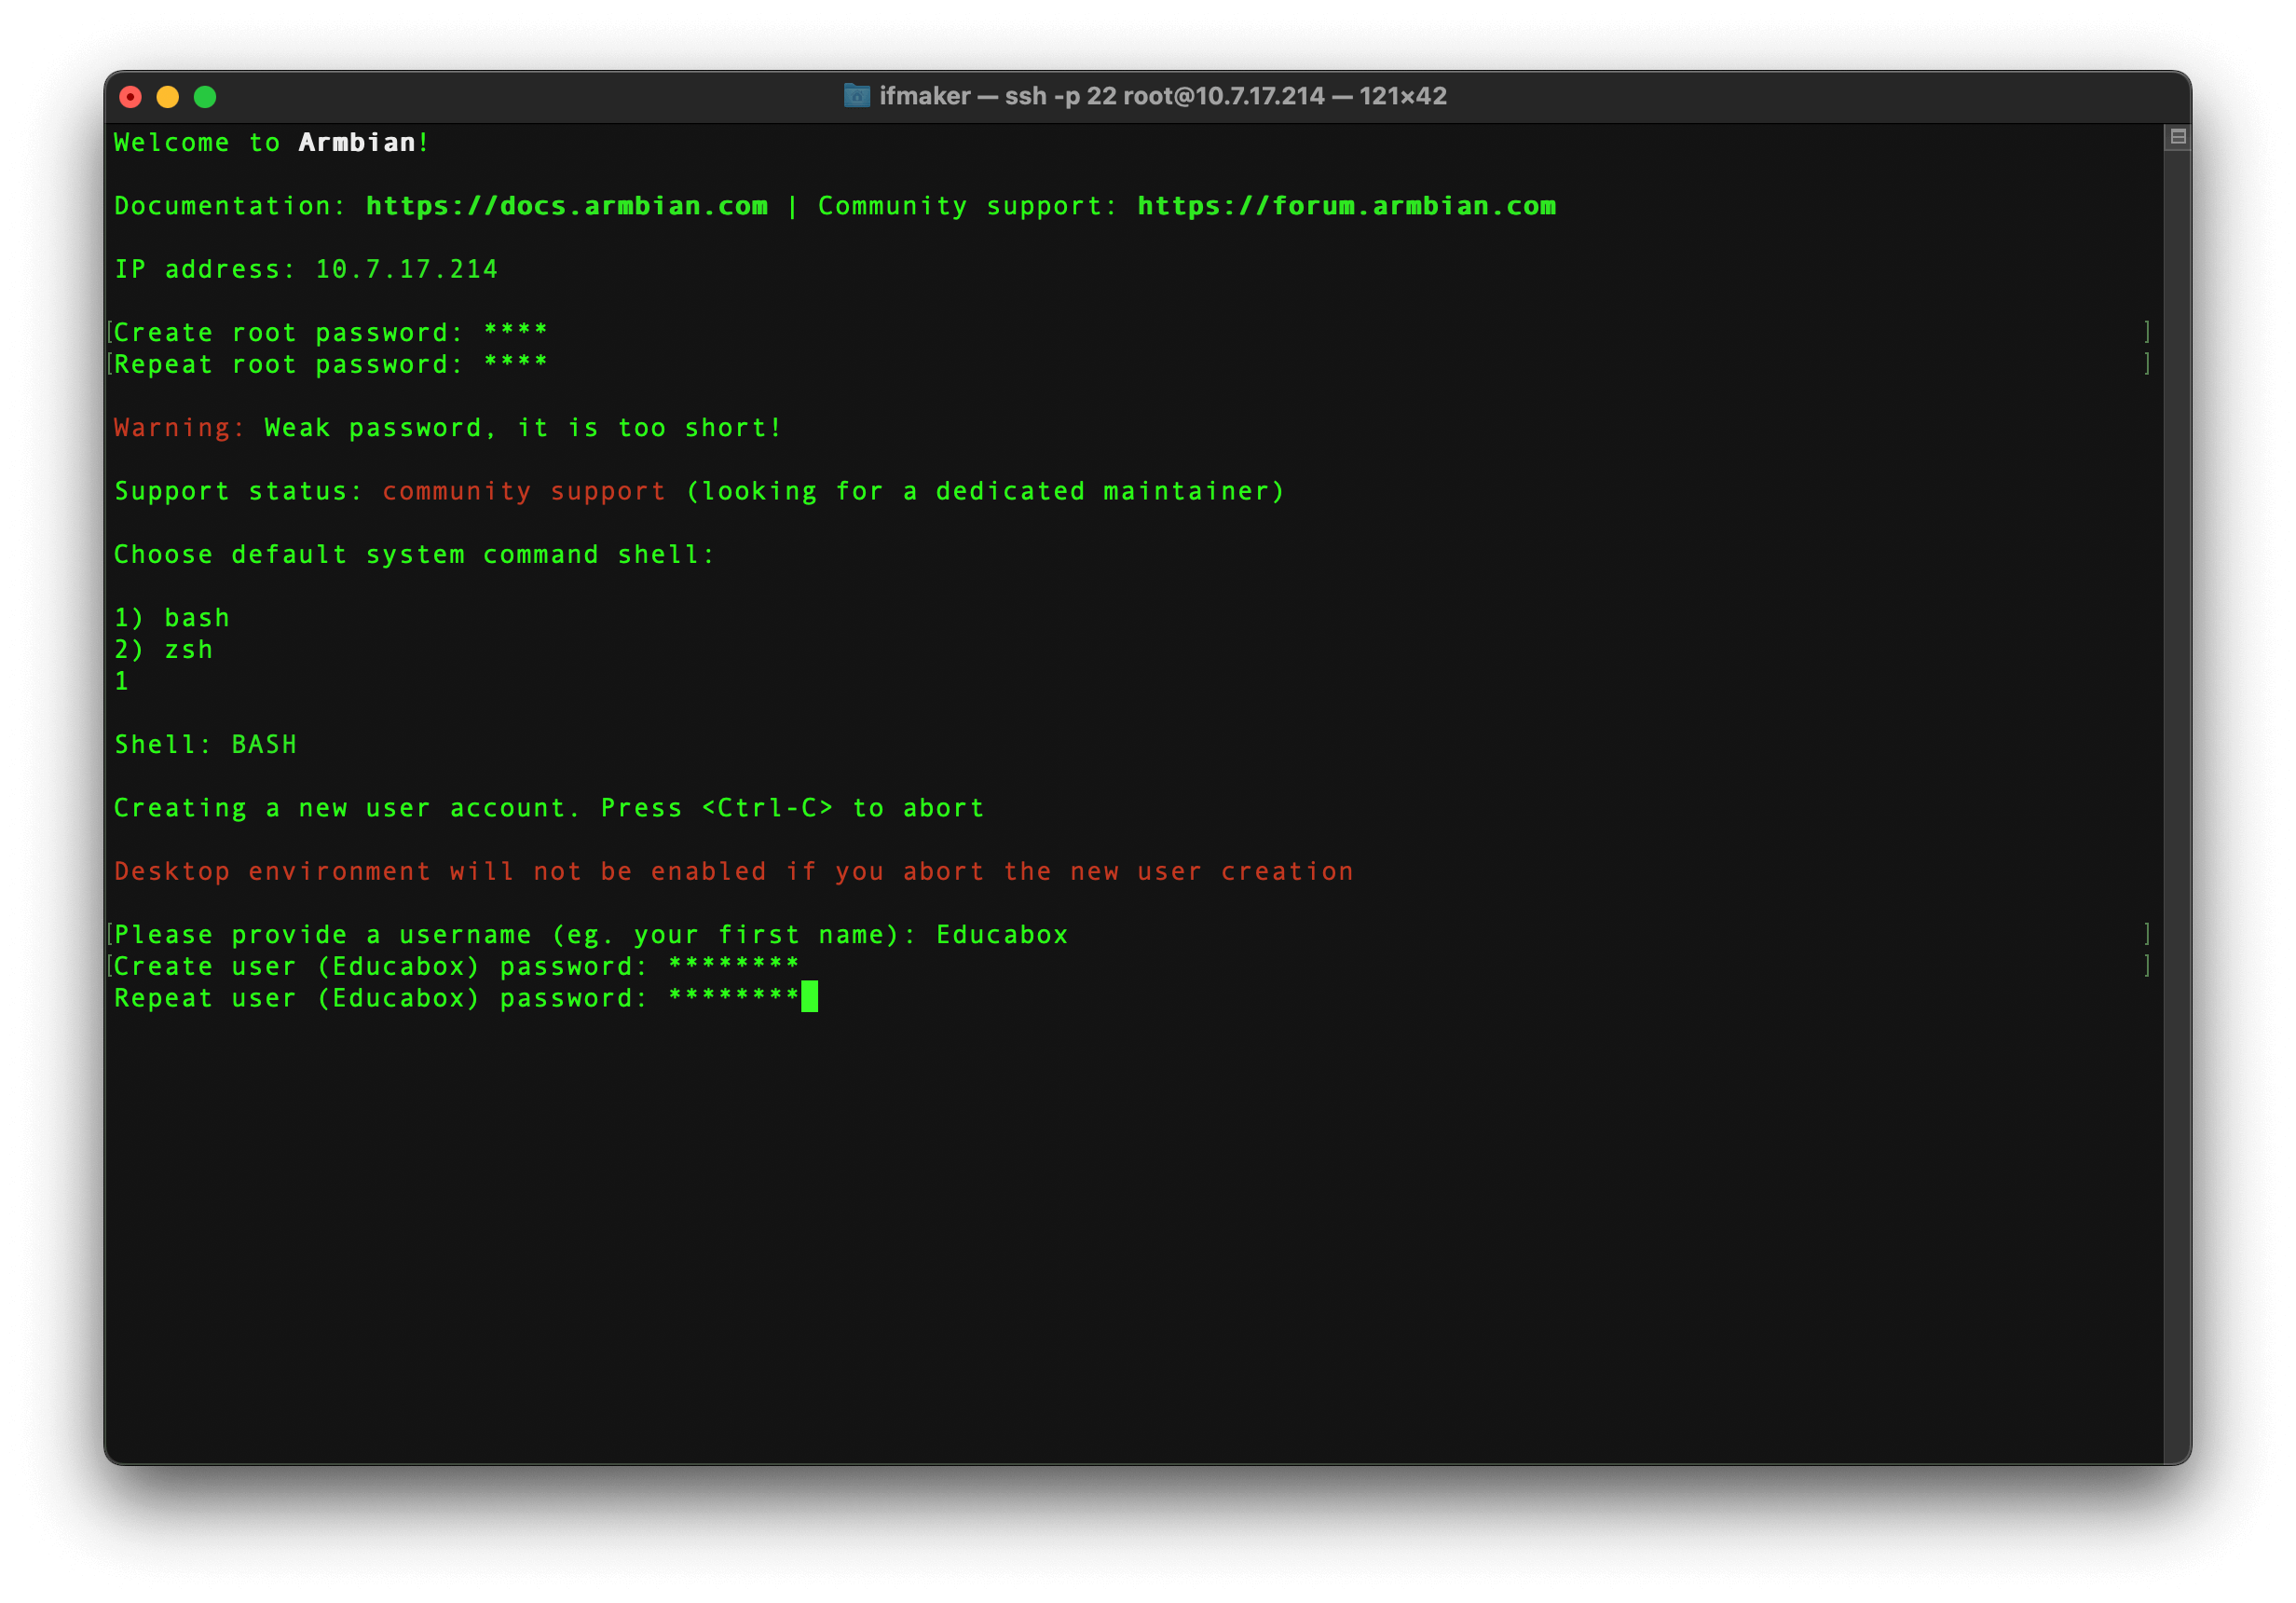 ifmaker — ssh -p 22 root@10.7.17.214 — 121×42
Welcome to Armbian!
Documentation: https://docs.armbian.com | Community support: https://forum.armbian.com
IP address: 10.7.17.214
[Create root password: **** ]
[Repeat root password: **** ]
Warning: Weak password, it is too short!
Support status: community support (looking for a dedicated maintainer)
Choose default system command shell:
1) bash
2) zsh
1
Shell: BASH
Creating a new user account. Press <Ctrl-C> to abort
Desktop environment will not be enabled if you abort the new user creation
[Please provide a username (eg. your first name): Educabox ]
[Create user (Educabox) password: ******** ]
Repeat user (Educabox) password: ********